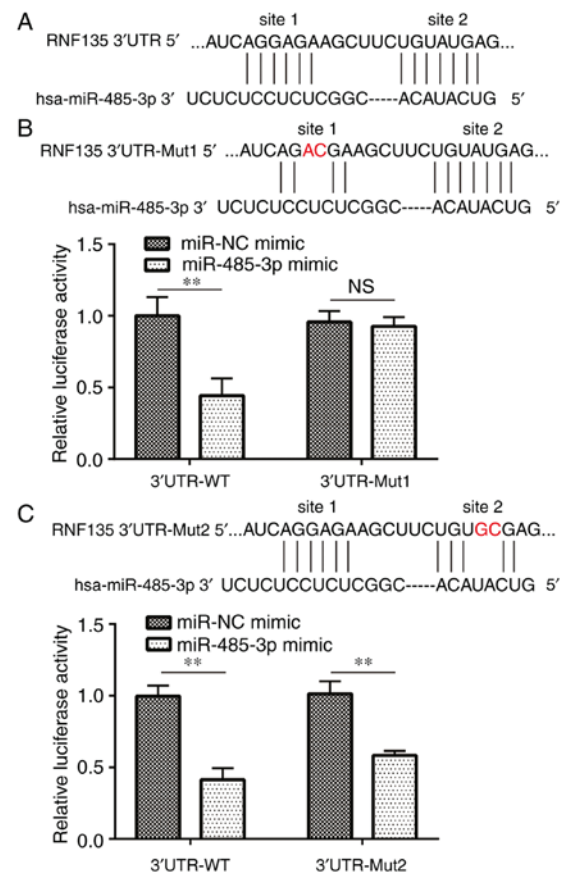 A
site 1 site 2
RNF135 3′UTR 5′ ...AUCAGGAGAAGCUUCUGUAUGAG...
hsa-miR-485-3p 3′ UCUCUCCUCUCGGC-----ACAUACUG 5′
B
site 1 site 2
RNF135 3′UTR-Mut1 5′ ...AUCAGACGAAGCUUCUGUAUGAG...
hsa-miR-485-3p 3′ UCUCUCCUCUCGGC-----ACAUACUG 5′
Relative luciferase activity
1.5
1.0
0.5
0.0
miR-NC mimic
miR-485-3p mimic
**
NS
3′UTR-WT 3′UTR-Mut1
C
site 1 site 2
RNF135 3′UTR-Mut2 5′...AUCAGGAGAAGCUUCUGUGCGAG...
hsa-miR-485-3p 3′ UCUCUCCUCUCGGC-----ACAUACUG 5′
Relative luciferase activity
1.5
1.0
0.5
0.0
miR-NC mimic
miR-485-3p mimic
** **
3′UTR-WT 3′UTR-Mut2